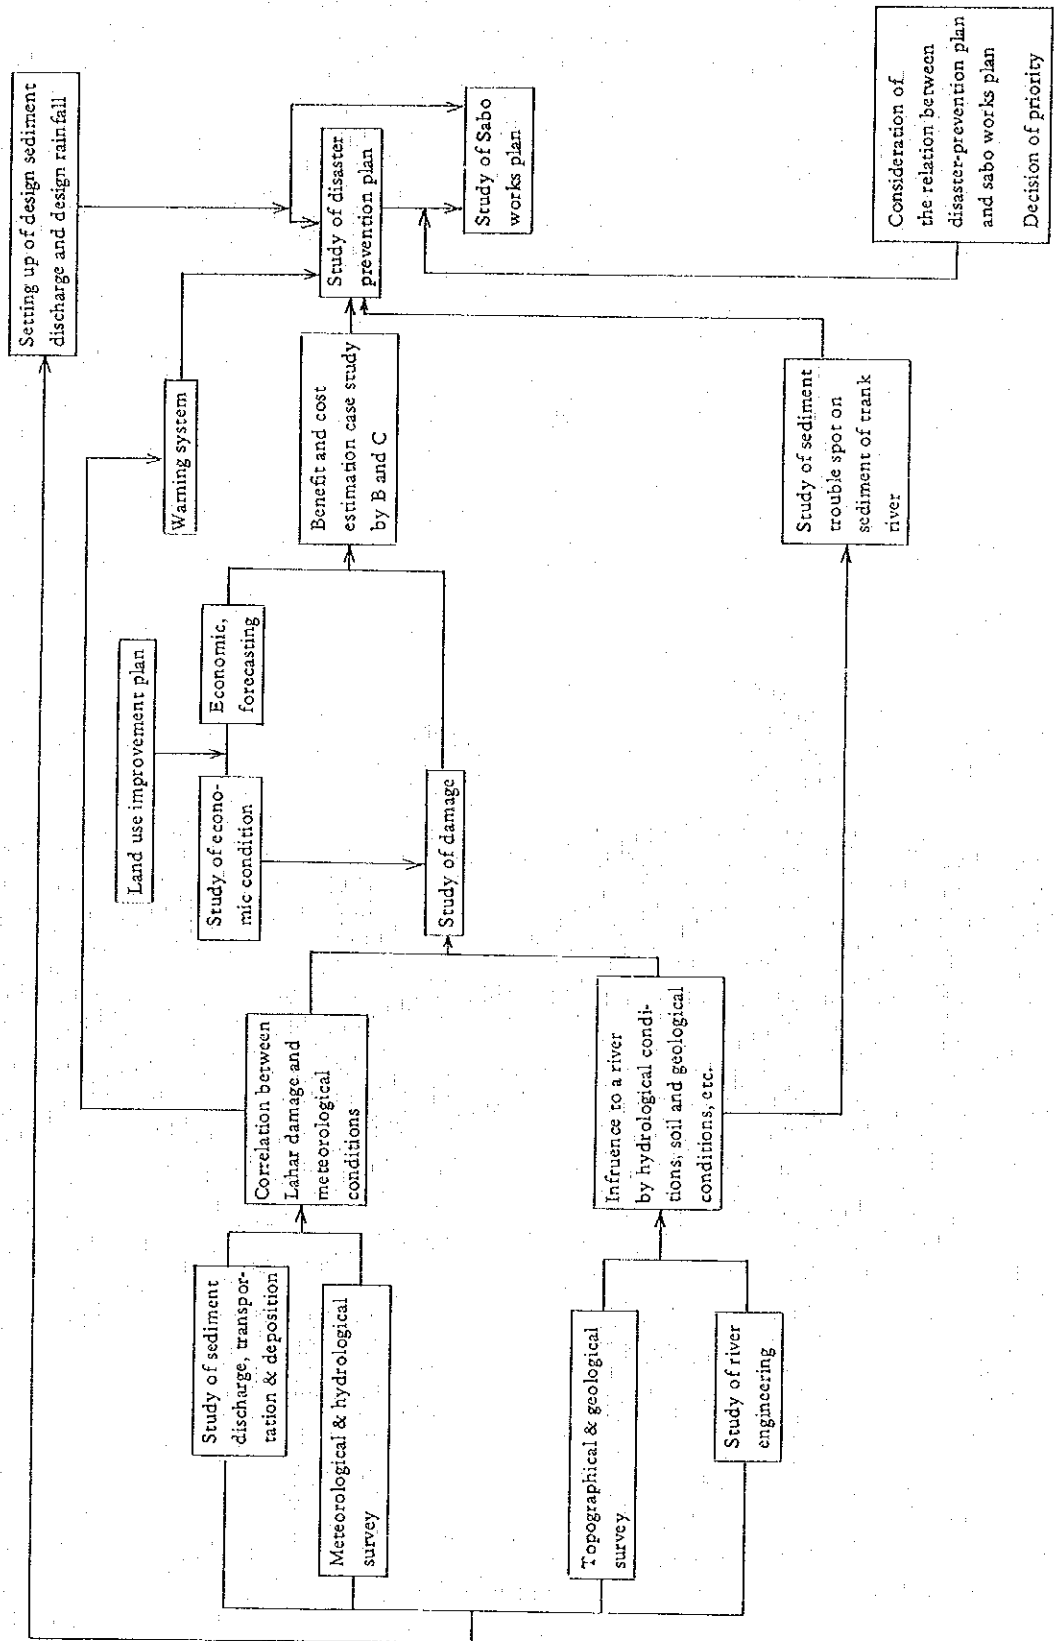 Study of sediment
discharge, transpor-
tation & deposition
Meteorological & hydrological
survey
Topographical & geological
survey.
Study of river
engineering
Correlation between
Lahar damage and
meteorological
conditions
Infruence to a river
by hydrological condi-
tions, soil and geological
conditions, etc.
Land use improvement plan
Study of econo-
mic condition
Economic,
forecasting
Study of damage
Warning system
Benefit and cost
estimation case study
by B and C
Study of sediment
trouble spot on
sediment of trank
river
Setting up of design sediment
discharge and design rainfall
Study of disaster
prevention plan
Study of Sabo
works plan
Consideration of
the relation between
disaster-prevention plan
and sabo works plan
Decision of priority